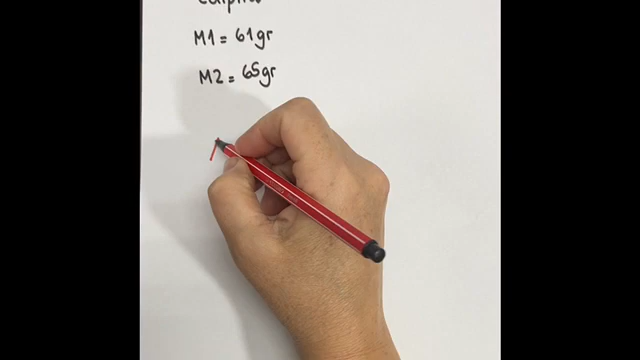 M1 = 61gr
M2 = 65gr